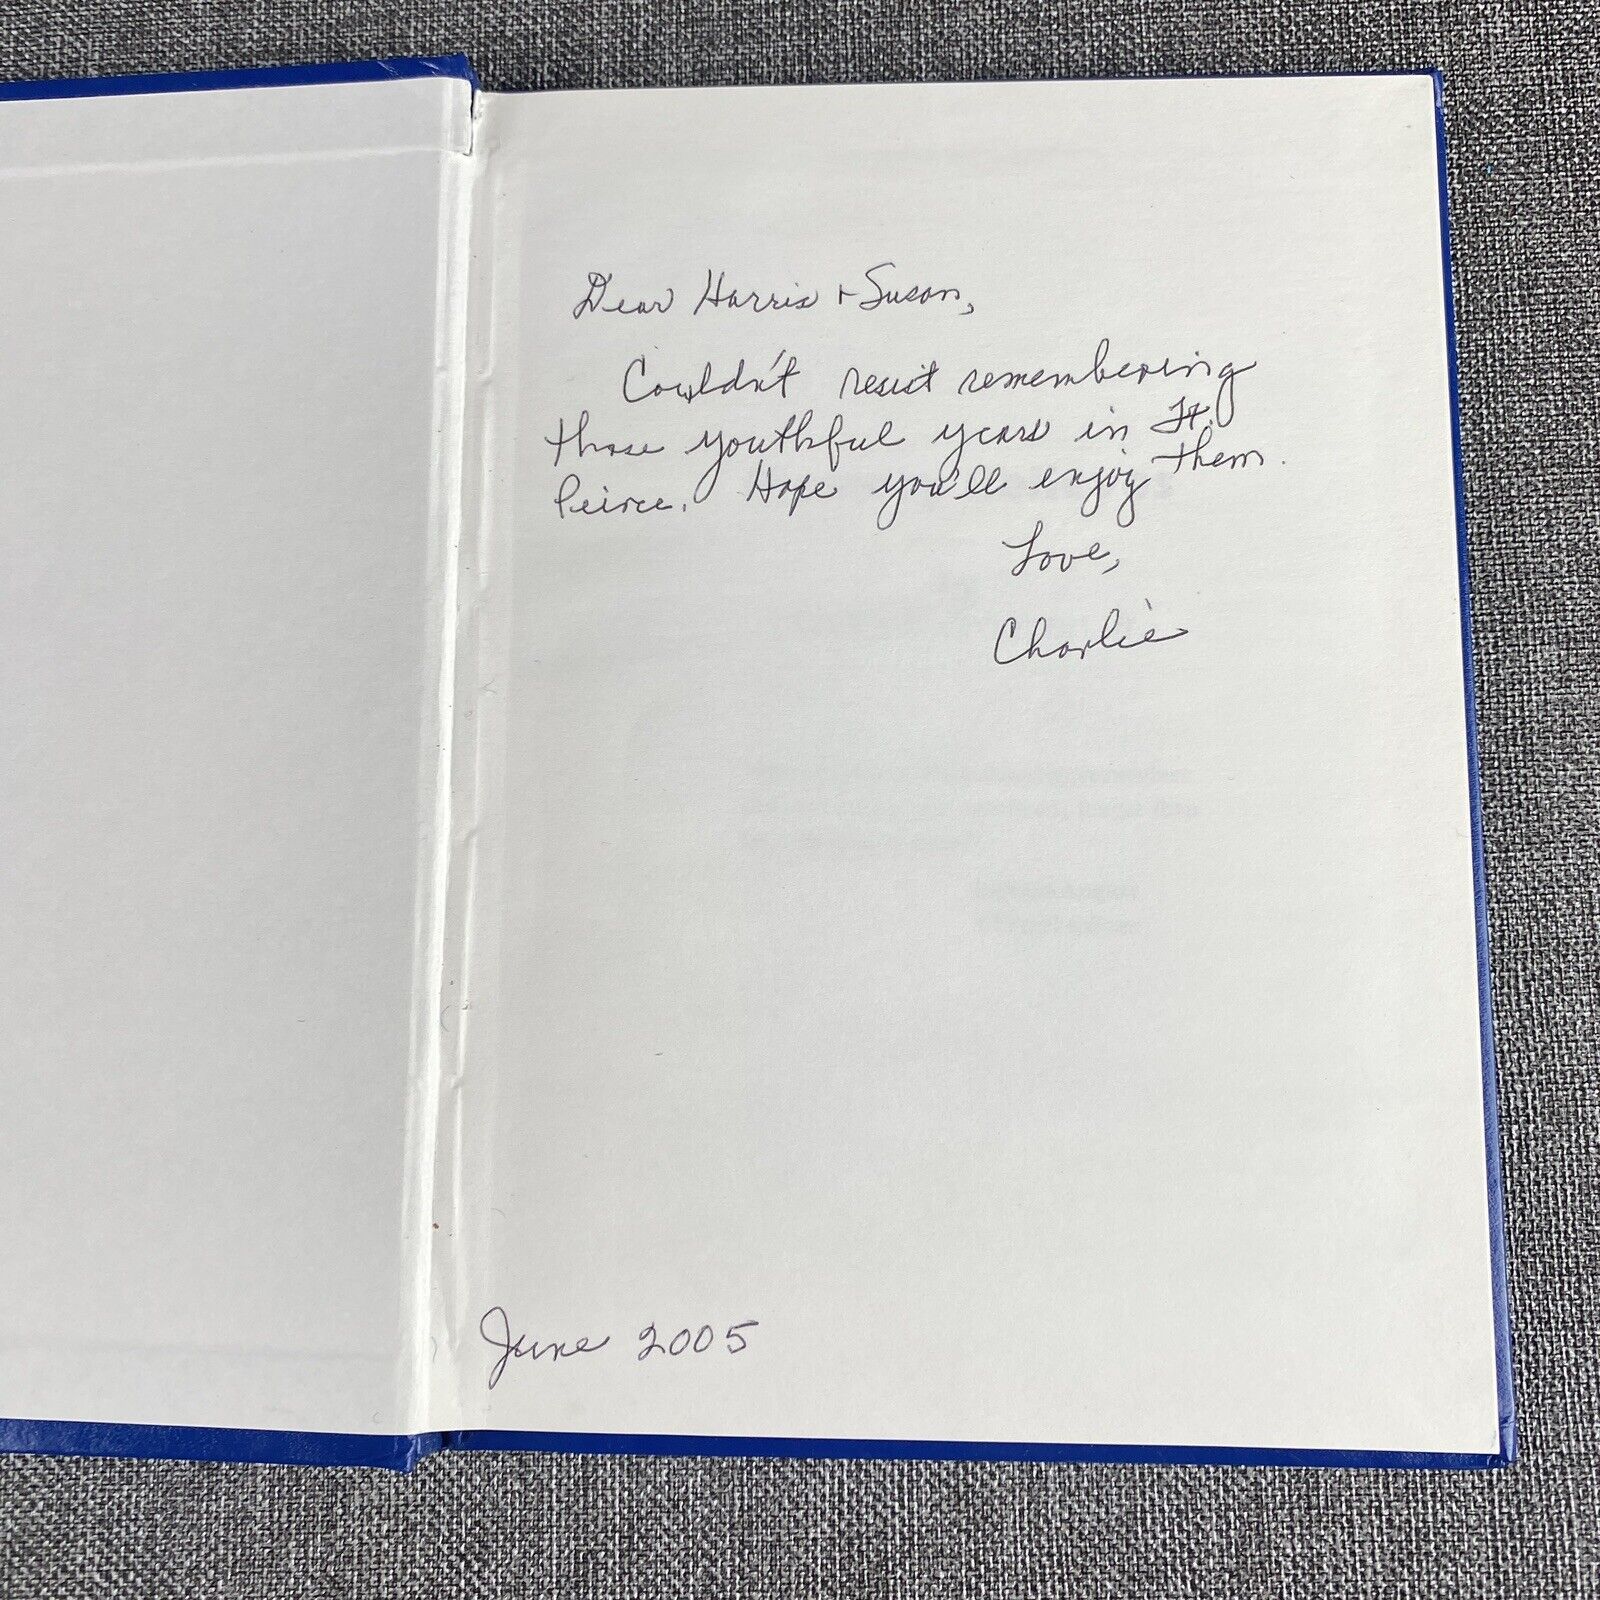 Dear Harris + Susan,
Couldn't resist remembering
those youthful years in Ft.
Peirce. Hope you'll enjoy them.
Love,
Charlie
June 2005